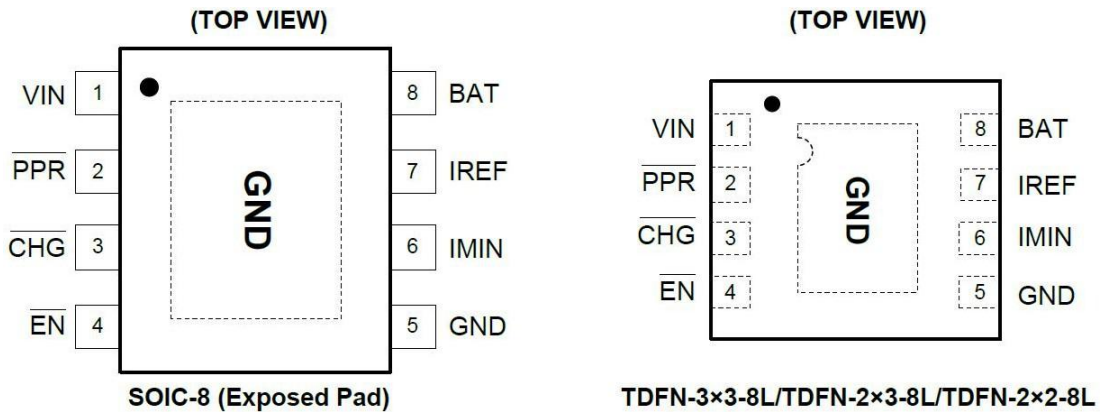 (TOP VIEW)
VIN 1
PPR 2
CHG 3
EN 4
GND
8 BAT
7 IREF
6 IMIN
5 GND
SOIC-8 (Exposed Pad)
(TOP VIEW)
VIN 1
PPR 2
CHG 3
EN 4
GND
8 BAT
7 IREF
6 IMIN
5 GND
TDFN-3×3-8L/TDFN-2×3-8L/TDFN-2×2-8L